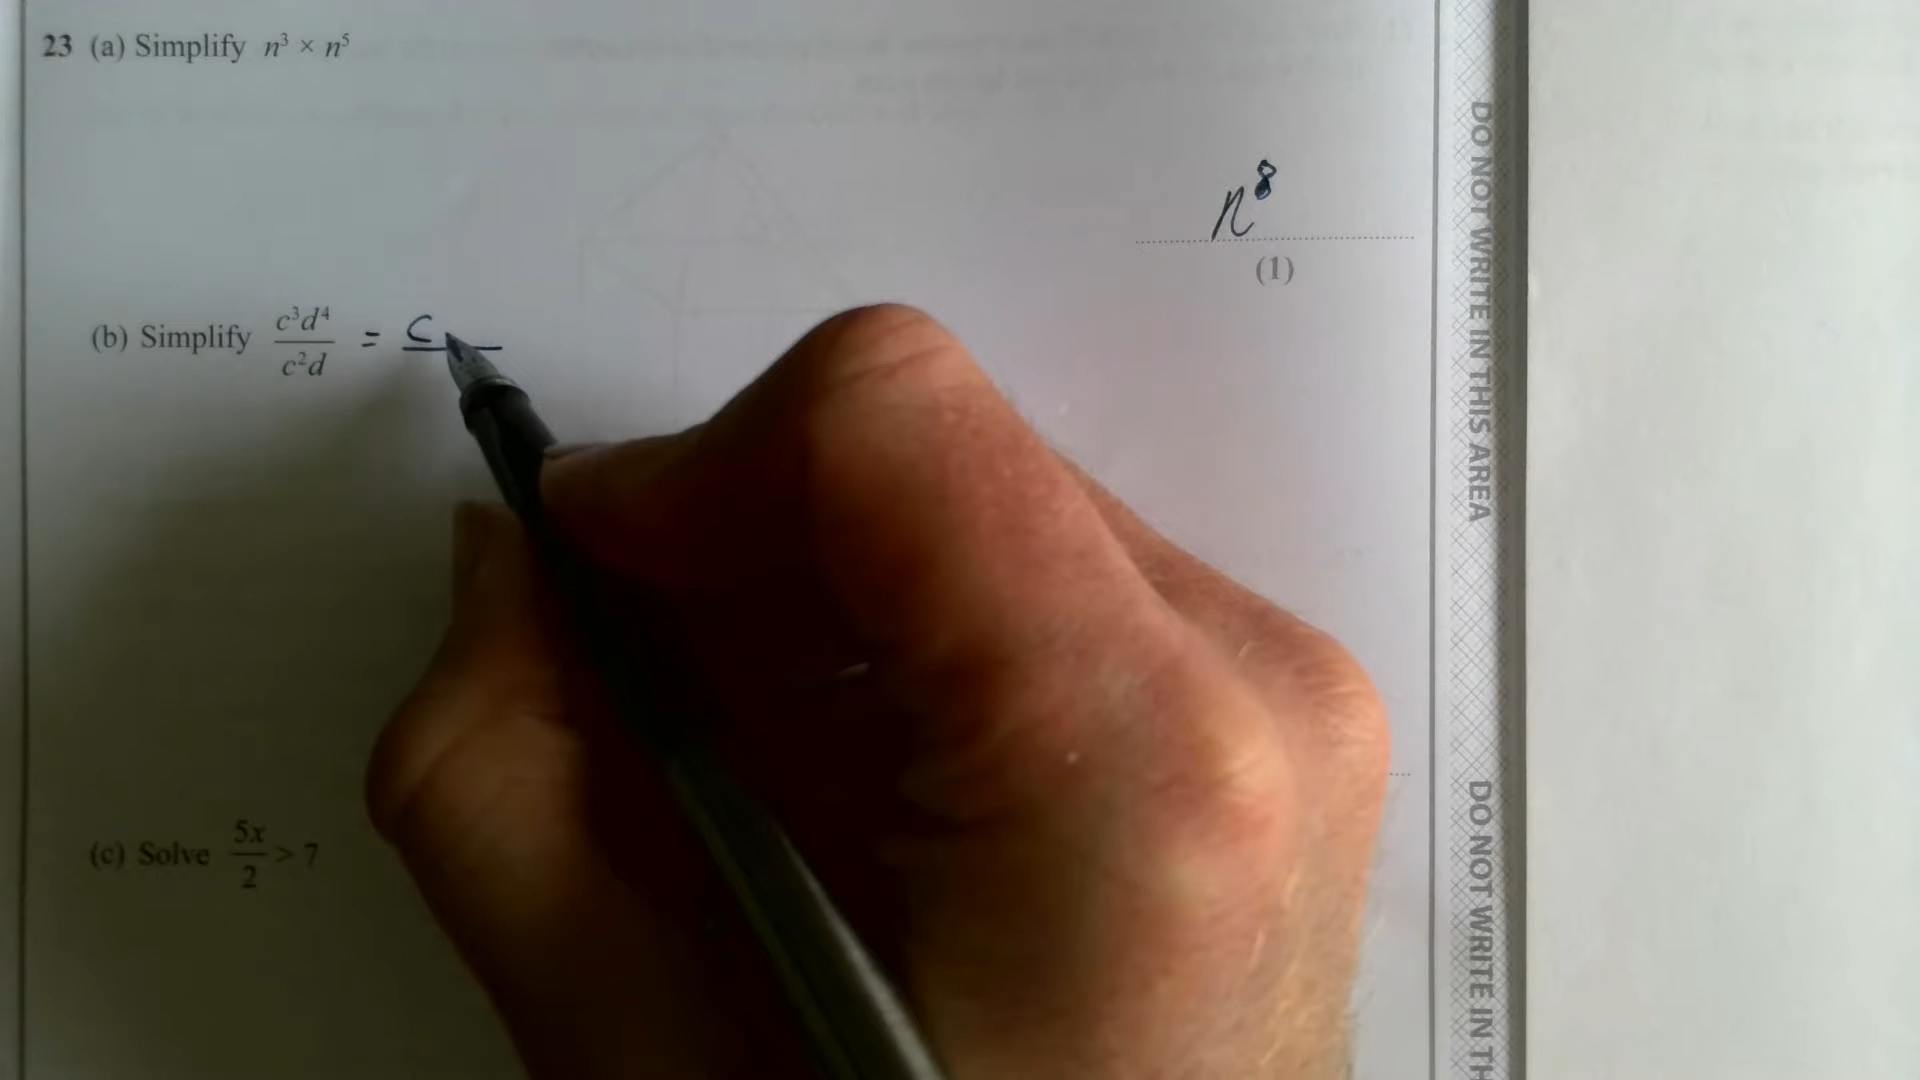 23 (a) Simplify n³ × n⁵
n⁸
(1)
(b) Simplify c³d⁴/c²d = c
(c) Solve 5x/2 > 7
DO NOT WRITE IN THIS AREA
DO NOT WRITE IN TH